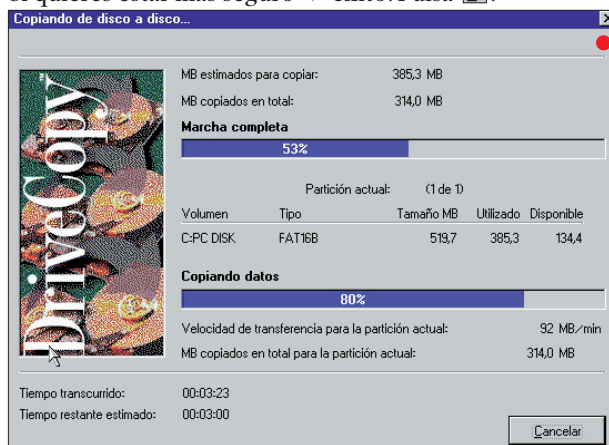 Copiando de disco a disco...
MB estimados para copiar: 385,3 MB
MB copiados en total: 314,0 MB
Marcha completa
53%
Partición actual: (1 de 1)
Volumen Tipo Tamaño MB Utilizado Disponible
C:PC DISK FAT16B 519,7 385,3 134,4
Copiando datos
80%
Velocidad de transferencia para la partición actual: 92 MB/min
MB copiados en total para la partición actual: 314,0 MB
DriveCopy™
Tiempo transcurrido: 00:03:23
Tiempo restante estimado: 00:03:00
Cancelar